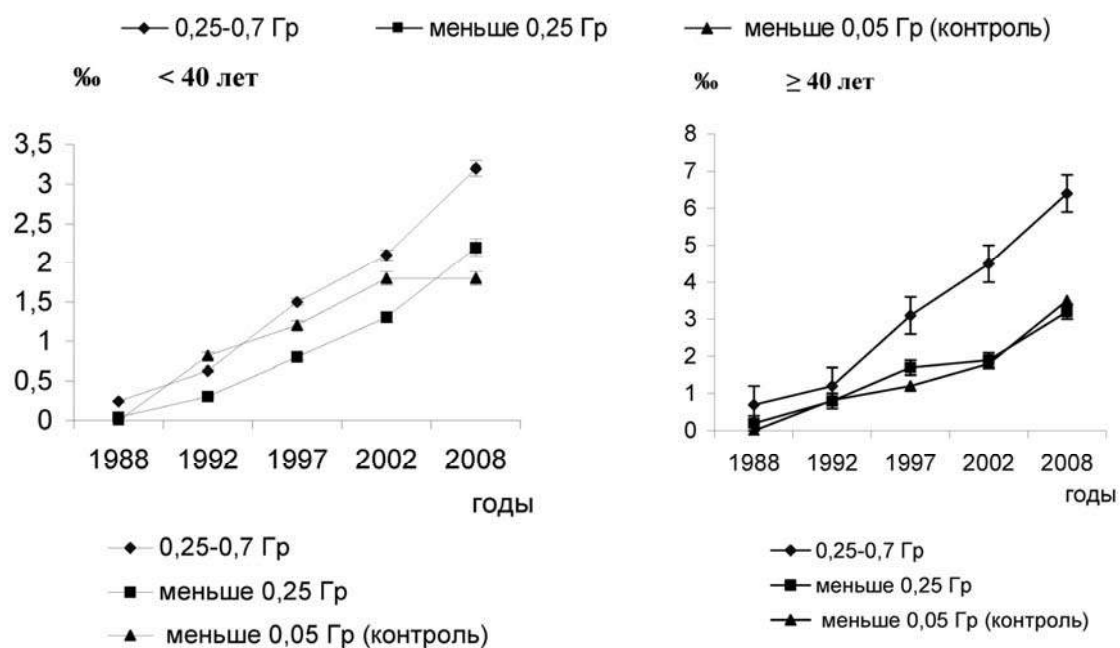 0,25-0,7 Гр меньше 0,25 Гр меньше 0,05 Гр (контроль)
‰ < 40 лет
3,5
3
2,5
2
1,5
1
0,5
0
1988 1992 1997 2002 2008
годы
0,25-0,7 Гр
меньше 0,25 Гр
меньше 0,05 Гр (контроль)
‰ ≥ 40 лет
8
7
6
5
4
3
2
1
0
1988 1992 1997 2002 2008
годы
0,25-0,7 Гр
меньше 0,25 Гр
меньше 0,05 Гр (контроль)